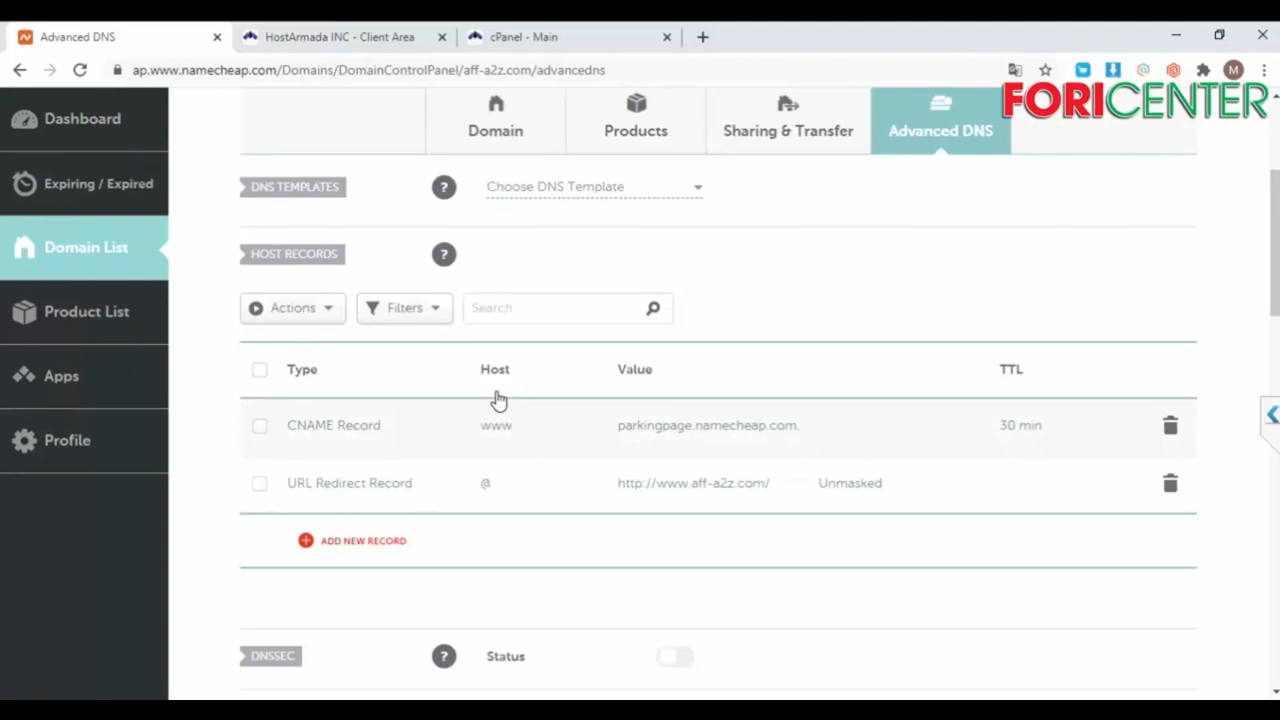 Advanced DNS
HostArmada INC - Client Area
cPanel - Main
ap.www.namecheap.com/Domains/DomainControlPanel/aff-a2z.com/advancedns
M
FORICENTER
Dashboard
Expiring / Expired
Domain List
Product List
Apps
Profile
Domain
Products
Sharing & Transfer
Advanced DNS
DNS TEMPLATES
?
Choose DNS Template
HOST RECORDS
?
Actions
Filters
Search
Type Host Value TTL
CNAME Record www parkingpage.namecheap.com. 30 min
URL Redirect Record @ http://www.aff-a2z.com/ Unmasked
ADD NEW RECORD
DNSSEC
?
Status